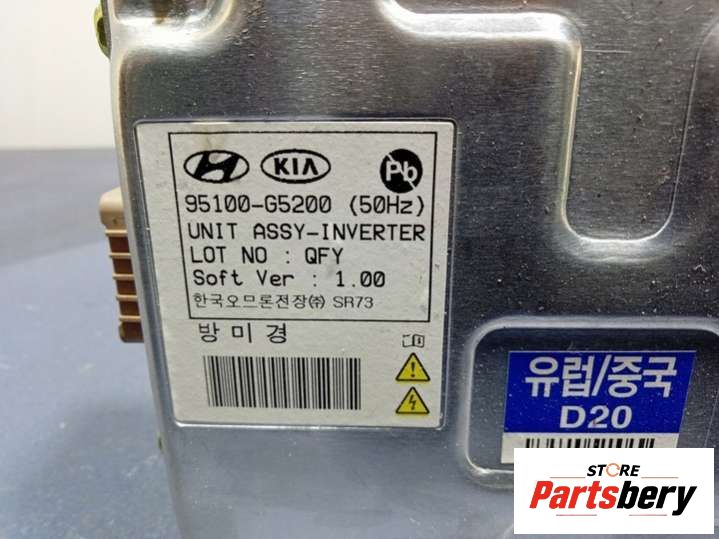 KIA
Pb
95100-G5200 (50Hz)
UNIT ASSY-INVERTER
LOT NO : QFY
Soft Ver : 1.00
한국오므론전장㈜ SR73
방미경
유럽/중국
D20
STORE
Partsbery